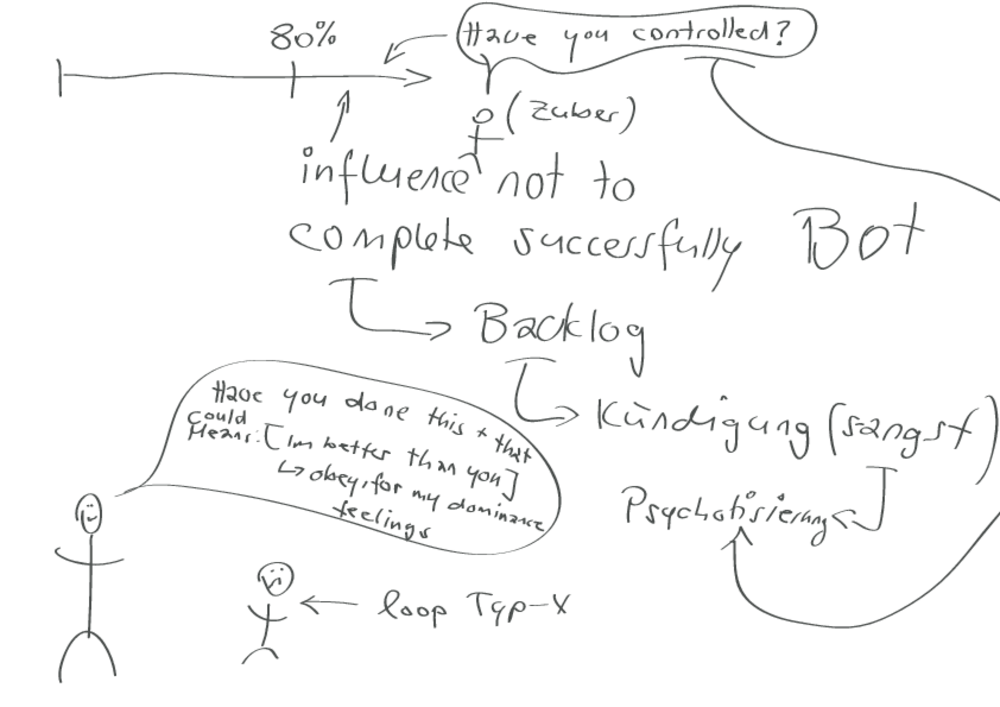 80%
Have you controlled?
(Zuber)
influence not to
complete successfully
Bot
Backlog
Kündigung (sangst)
Psychotisierung
Have you done this + that
could
Means: [Im better than you]
obey, for my dominance
feelings
loop Typ-X